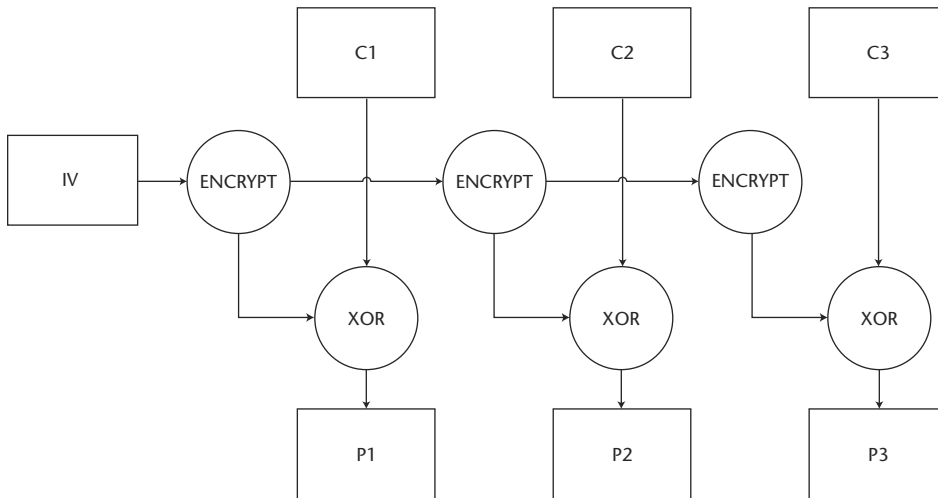 C1
C2
C3
IV
ENCRYPT
ENCRYPT
ENCRYPT
XOR
XOR
XOR
P1
P2
P3